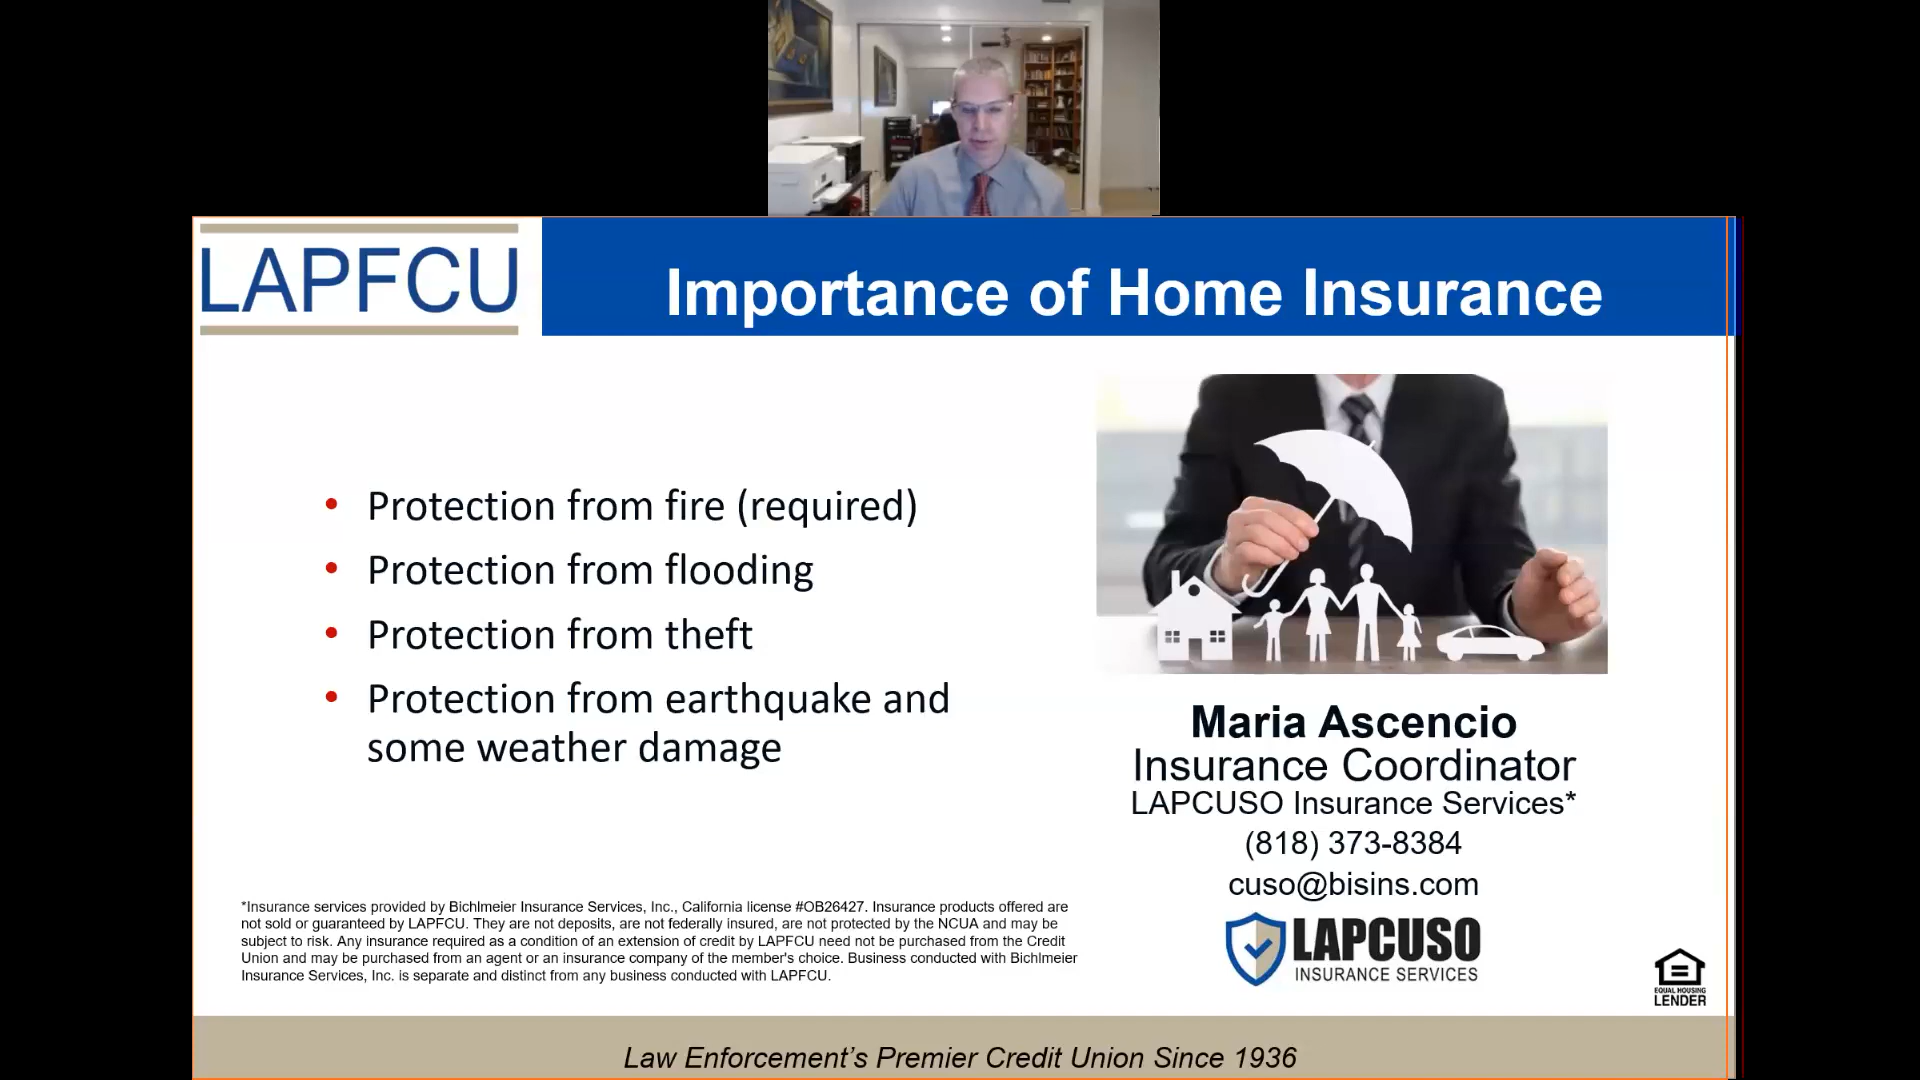 LAPFCU
Importance of Home Insurance
• Protection from fire (required)
• Protection from flooding
• Protection from theft
• Protection from earthquake and
some weather damage
Maria Ascencio
Insurance Coordinator
LAPCUSO Insurance Services*
(818) 373-8384
cuso@bisins.com
LAPCUSO
INSURANCE SERVICES
*Insurance services provided by Bichlmeier Insurance Services, Inc., California license #OB26427. Insurance products offered are
not sold or guaranteed by LAPFCU. They are not deposits, are not federally insured, are not protected by the NCUA and may be
subject to risk. Any insurance required as a condition of an extension of credit by LAPFCU need not be purchased from the Credit
Union and may be purchased from an agent or an insurance company of the member's choice. Business conducted with Bichlmeier
Insurance Services, Inc. is separate and distinct from any business conducted with LAPFCU.
EQUAL HOUSING
LENDER
Law Enforcement’s Premier Credit Union Since 1936